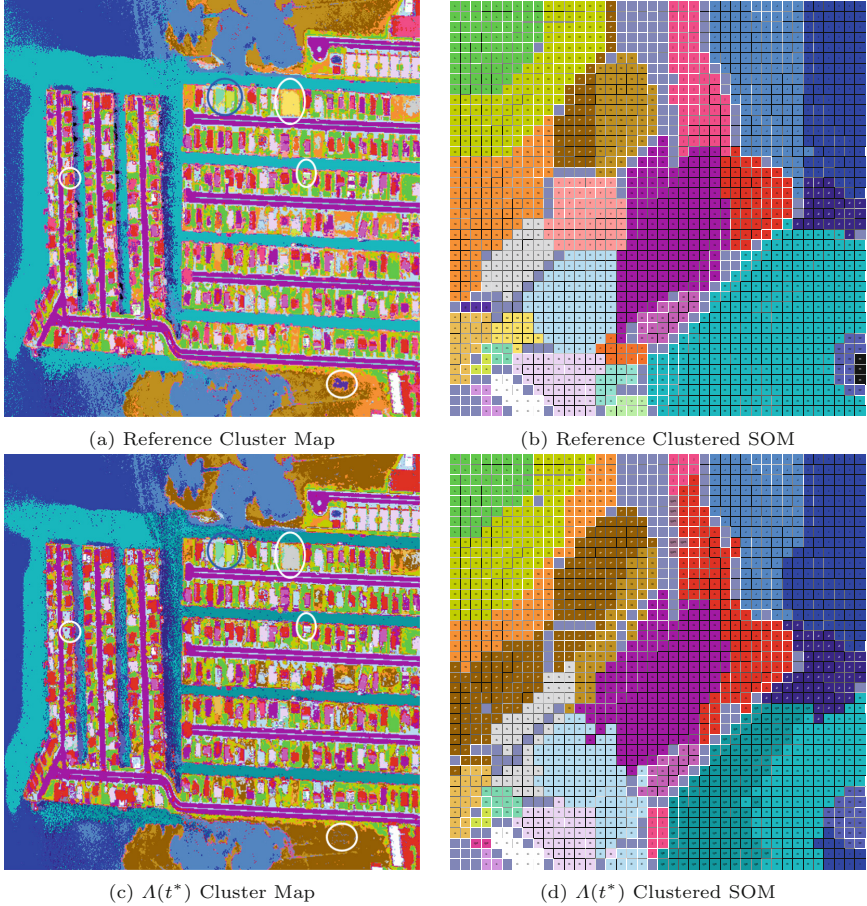 (a) Reference Cluster Map
(b) Reference Clustered SOM
(c) Λ(t*) Cluster Map
(d) Λ(t*) Clustered SOM